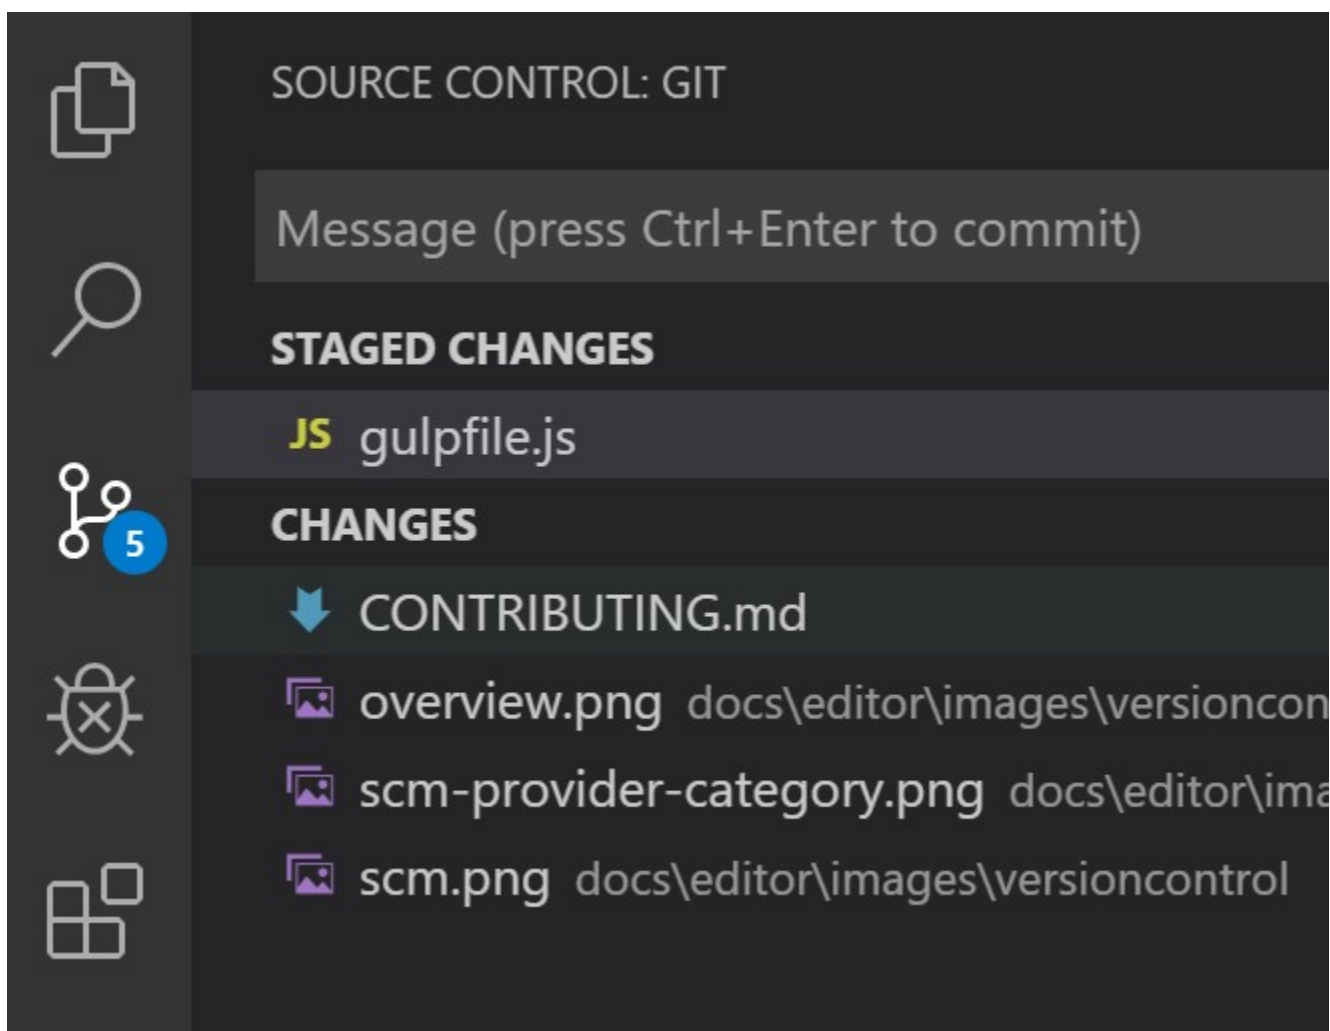 SOURCE CONTROL: GIT
Message (press Ctrl+Enter to commit)
STAGED CHANGES
JS gulpfile.js
CHANGES
5
CONTRIBUTING.md
overview.png docs\editor\images\versioncon
scm-provider-category.png docs\editor\ima
scm.png docs\editor\images\versioncontrol